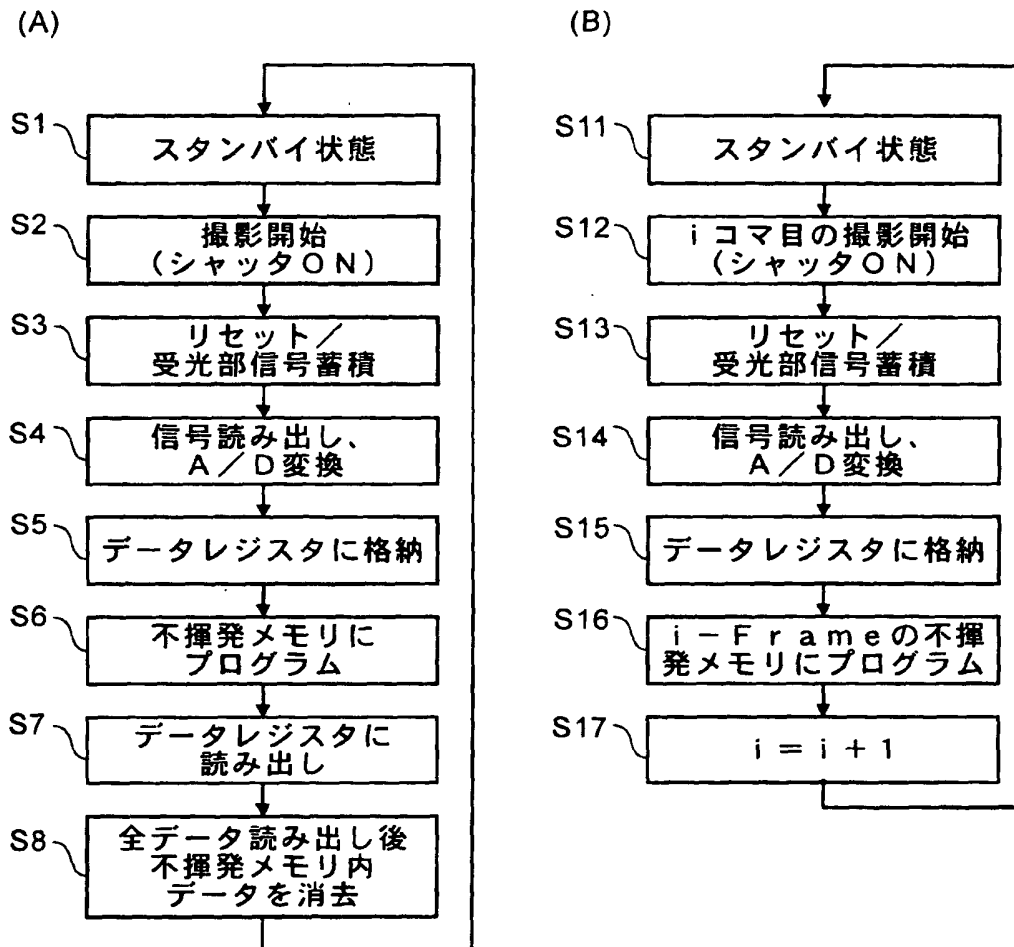 (A)
S1
スタンバイ状態
S2
撮影開始
(シャッタON)
S3
リセット／
受光部信号蓄積
S4
信号読み出し、
A／D変換
S5
データレジスタに格納
S6
不揮発メモリに
プログラム
S7
データレジスタに
読み出し
S8
全データ読み出し後
不揮発メモリ内
データを消去
(B)
S11
スタンバイ状態
S12
iコマ目の撮影開始
(シャッタON)
S13
リセット／
受光部信号蓄積
S14
信号読み出し、
A／D変換
S15
データレジスタに格納
S16
i－Frameの不揮
発メモリにプログラム
S17
i＝i＋1